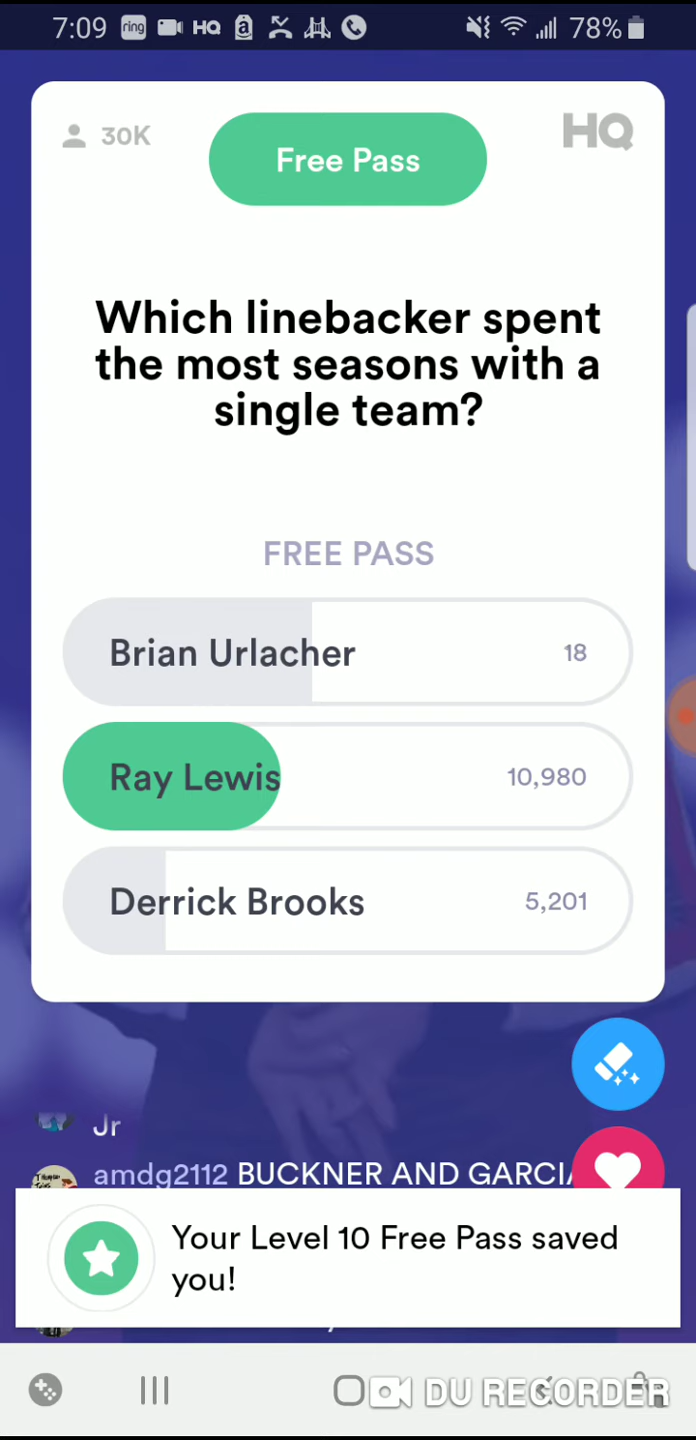 7:09 ring HQ a 78%
30K Free Pass HQ
Which linebacker spent
the most seasons with a
single team?
FREE PASS
Brian Urlacher 18
Ray Lewis 10,980
Derrick Brooks 5,201
Jr
amdg2112 BUCKNER AND GARCIA
Your Level 10 Free Pass saved
you!
DU RECORDER